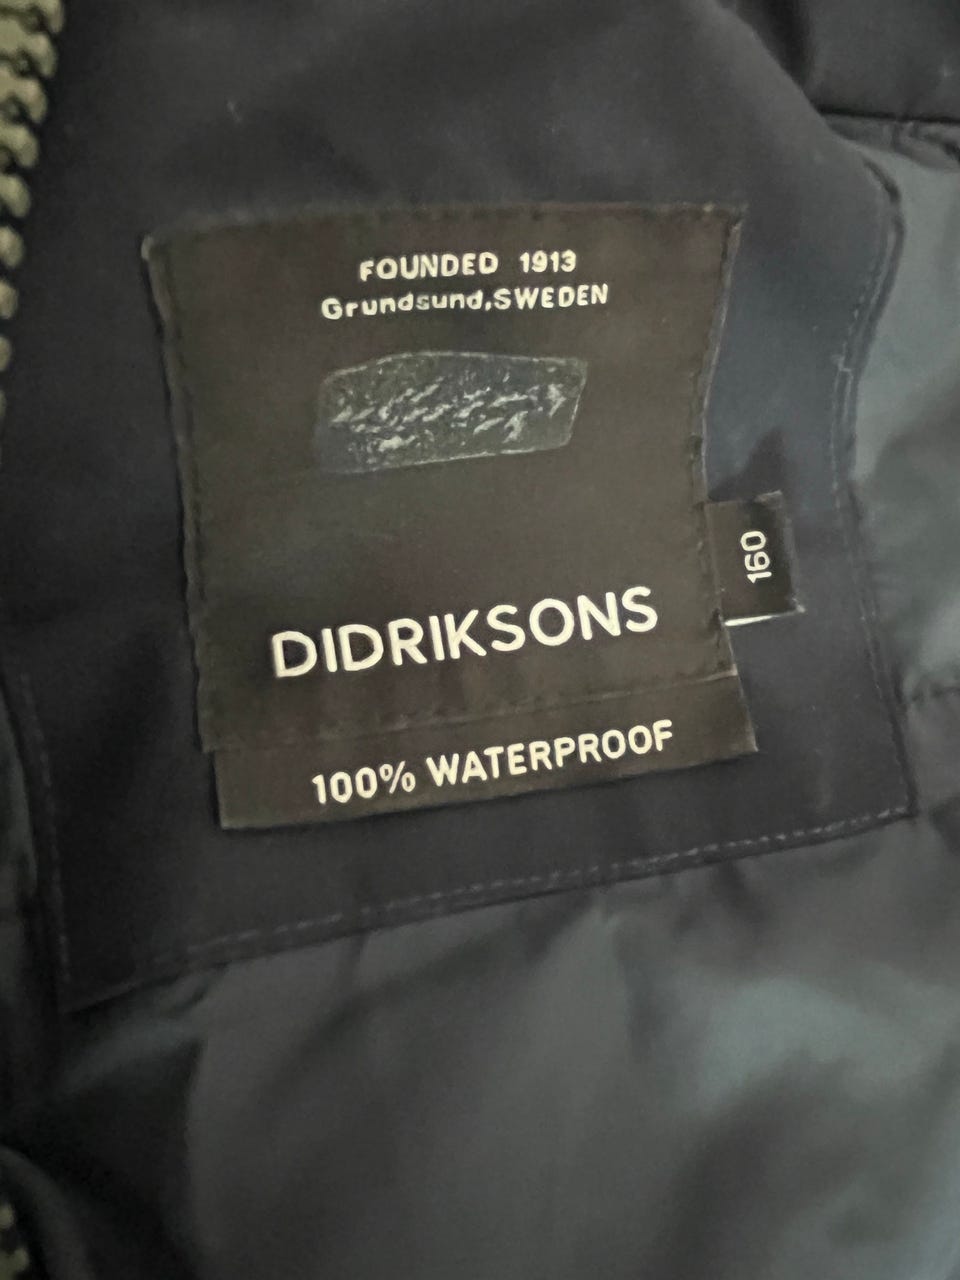 FOUNDED 1913
Grundsund,SWEDEN
DIDRIKSONS
160
100% WATERPROOF